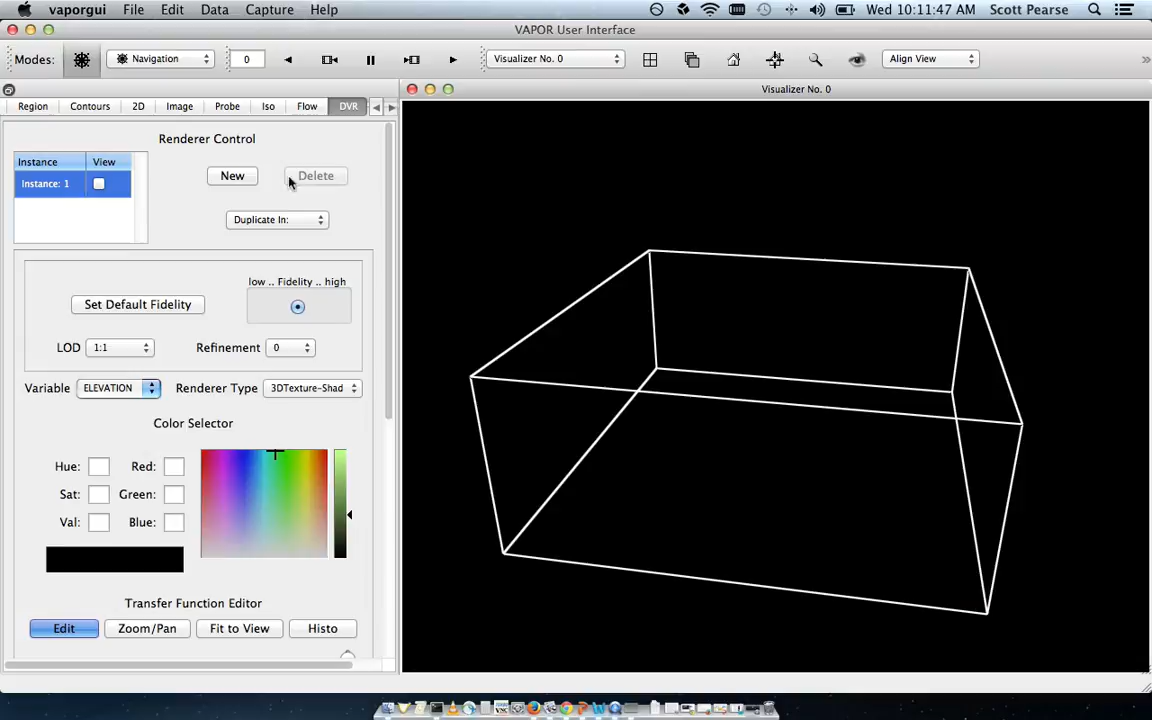 vaporgui File Edit Data Capture Help Wed 10:11:47 AM Scott Pearse
VAPOR User Interface
Modes: Navigation 0 Visualizer No. 0 Align View
Visualizer No. 0
Region Contours 2D Image Probe Iso Flow DVR
Renderer Control
Instance View
Instance: 1
New Delete
Duplicate In:
low .. Fidelity .. high
Set Default Fidelity
LOD 1:1 Refinement 0
Variable ELEVATION Renderer Type 3DTexture-Shad
Color Selector
Hue: Red:
Sat: Green:
Val: Blue:
Transfer Function Editor
Edit Zoom/Pan Fit to View Histo